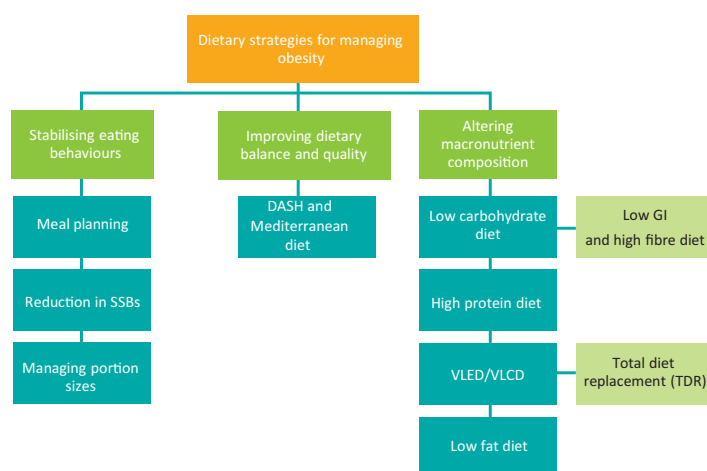 Dietary strategies for managing
obesity
Stabilising eating
behaviours
Improving dietary
balance and quality
Altering
macronutrient
composition
Meal planning
DASH and
Mediterranean
diet
Low carbohydrate
diet
Low GI
and high fibre diet
Reduction in SSBs
High protein diet
Managing portion
sizes
VLED/VLCD
Total diet
replacement (TDR)
Low fat diet